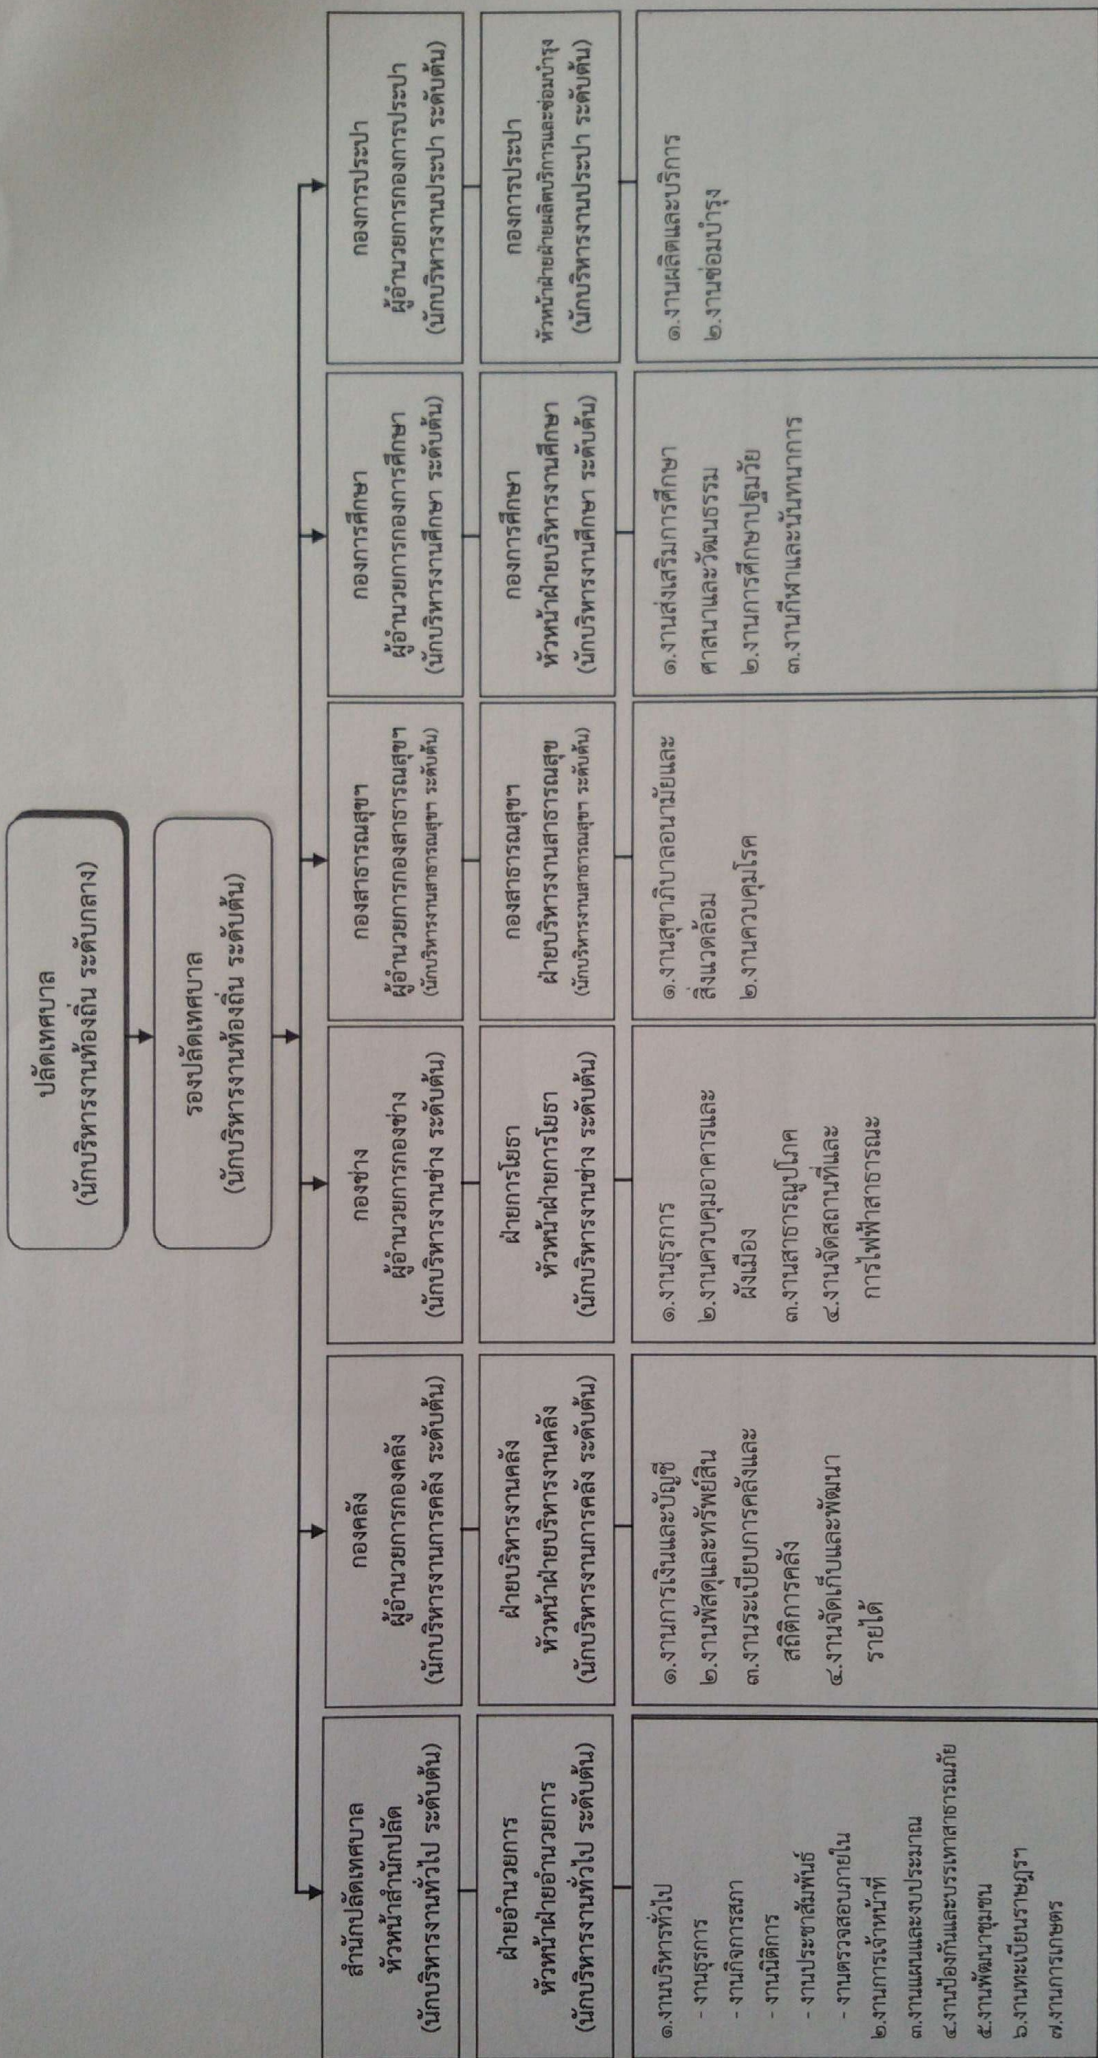 ปลัดเทศบาล
(นักบริหารงานท้องถิ่น ระดับกลาง)
รองปลัดเทศบาล
(นักบริหารงานท้องถิ่น ระดับต้น)
สำนักปลัดเทศบาล
หัวหน้าสำนักปลัด
(นักบริหารงานทั่วไป ระดับต้น)
กองคลัง
ผู้อำนวยการกองคลัง
(นักบริหารงานการคลัง ระดับต้น)
กองช่าง
ผู้อำนวยการกองช่าง
(นักบริหารงานช่าง ระดับต้น)
กองสาธารณสุขฯ
ผู้อำนวยการกองสาธารณสุขฯ
(นักบริหารงานสาธารณสุขฯ ระดับต้น)
กองการศึกษา
ผู้อำนวยการกองการศึกษา
(นักบริหารงานศึกษา ระดับต้น)
กองการประปา
ผู้อำนวยการกองการประปา
(นักบริหารงานประปา ระดับต้น)
ฝ่ายอำนวยการ
หัวหน้าฝ่ายอำนวยการ
(นักบริหารงานทั่วไป ระดับต้น)
ฝ่ายบริหารงานคลัง
หัวหน้าฝ่ายบริหารงานคลัง
(นักบริหารงานการคลัง ระดับต้น)
ฝ่ายการโยธา
หัวหน้าฝ่ายการโยธา
(นักบริหารงานช่าง ระดับต้น)
กองสาธารณสุขฯ
ฝ่ายบริหารงานสาธารณสุข
(นักบริหารงานสาธารณสุขฯ ระดับต้น)
กองการศึกษา
หัวหน้าฝ่ายบริหารงานศึกษา
(นักบริหารงานศึกษา ระดับต้น)
กองการประปา
หัวหน้าฝ่ายฝ่ายผลิตบริการและซ่อมบำรุง
(นักบริหารงานประปา ระดับต้น)
๑.งานบริหารทั่วไป
- งานธุรการ
- งานกิจการสภา
- งานนิติการ
- งานประชาสัมพันธ์
- งานตรวจสอบภายใน
๒.งานการเจ้าหน้าที่
๓.งานแผนและงบประมาณ
๔.งานป้องกันและบรรเทาสาธารณภัย
๕.งานพัฒนาชุมชน
๖.งานทะเบียนราษฎรฯ
๗.งานการเกษตร
๑.งานการเงินและบัญชี
๒.งานพัสดุและทรัพย์สิน
๓.งานระเบียบการคลังและ
สถิติการคลัง
๔.งานจัดเก็บและพัฒนา
รายได้
๑.งานธุรการ
๒.งานควบคุมอาคารและ
ผังเมือง
๓.งานสาธารณูปโภค
๔.งานจัดสถานที่และ
การไฟฟ้าสาธารณะ
๑.งานสุขาภิบาลอนามัยและ
สิ่งแวดล้อม
๒.งานควบคุมโรค
๑.งานส่งเสริมการศึกษา
ศาสนาและวัฒนธรรม
๒.งานการศึกษาปฐมวัย
๓.งานกีฬาและนันทนาการ
๑.งานผลิตและบริการ
๒.งานซ่อมบำรุง